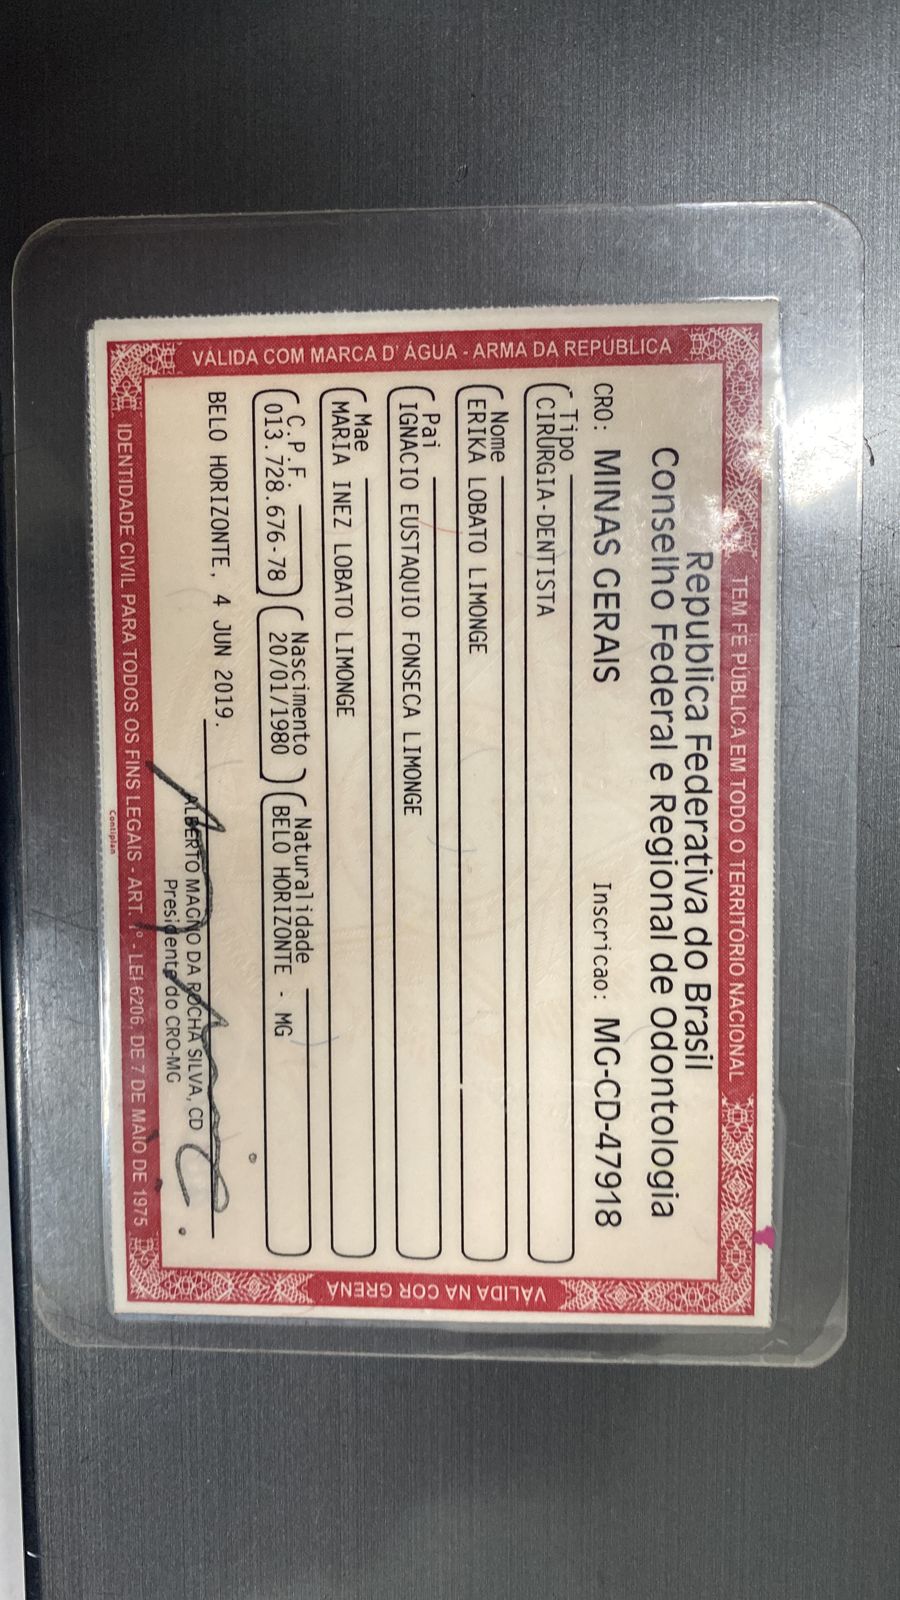 TEM FÉ PÚBLICA EM TODO O TERRITÓRIO NACIONAL
VÁLIDA COM MARCA D' ÁGUA - ARMA DA REPÚBLICA
Republica Federativa do Brasil
Conselho Federal e Regional de Odontologia
CRO: MINAS GERAIS Inscricao: MG-CD-47918
Tipo
CIRURGIA-DENTISTA
Nome
ERIKA LOBATO LIMONGE
Pai
IGNACIO EUSTAQUIO FONSECA LIMONGE
Mae
MARIA INEZ LOBATO LIMONGE
C.P.F. Nascimento Naturalidade
013.728.676-78 20/01/1980 BELO HORIZONTE - MG
BELO HORIZONTE, 4 JUN 2019.
ALBERTO MAGNO DA ROCHA SILVA, CD
Presidente do CRO-MG
VÁLIDA NA COR GRENÁ
IDENTIDADE CIVIL PARA TODOS OS FINS LEGAIS - ART. 1º - LEI 6206, DE 7 DE MAIO DE 1975
Contiplan